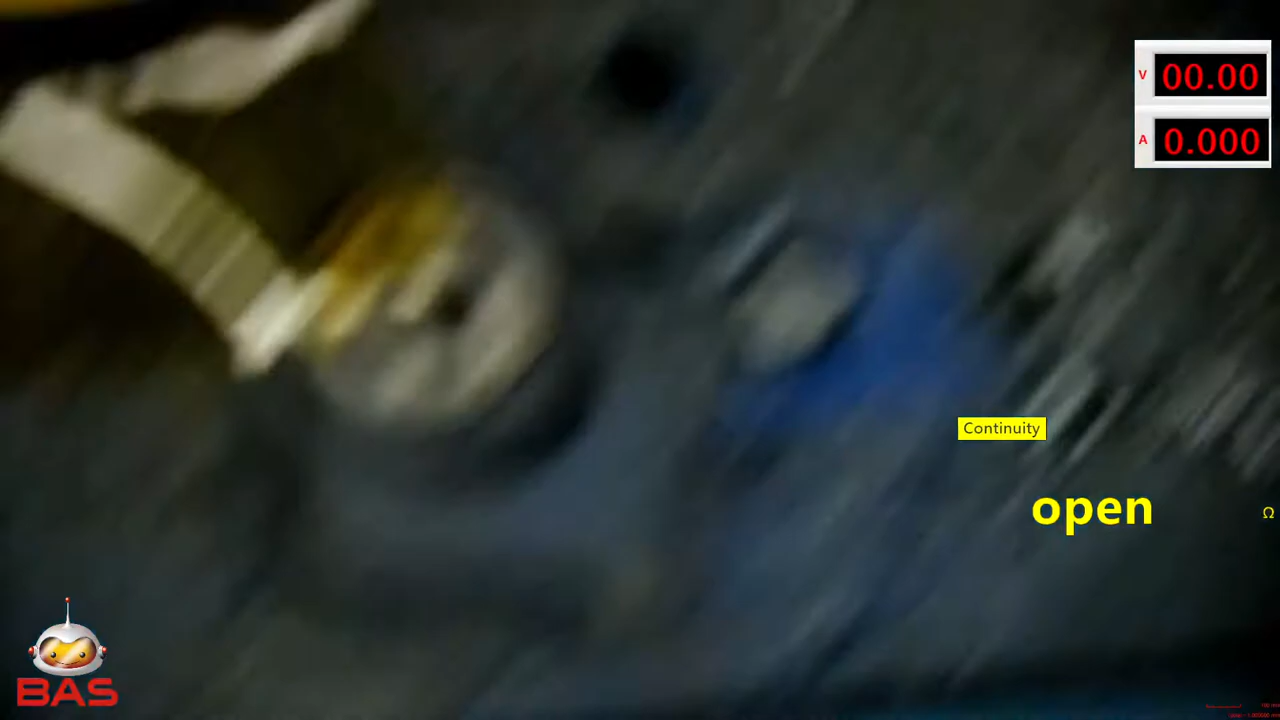 V 00.00
A 0.000
Continuity
open Ω
BAS